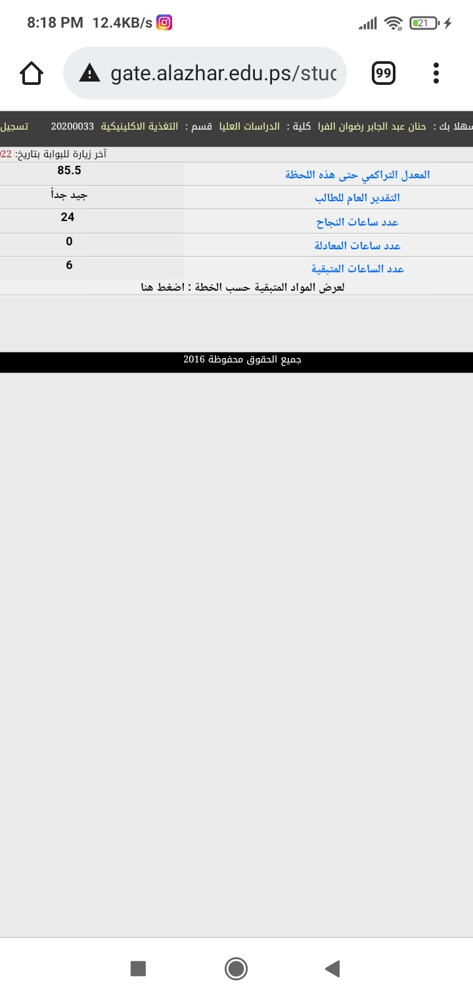 8:18 PM 12.4KB/s 21
gate.alazhar.edu.ps/stud 99
سهلا بك : حنان عبد الجابر رضوان الفرا كلية : الدراسات العليا قسم : التغذية الاكلينيكية 20200033 تسجيل
آخر زيارة للبوابة بتاريخ: 22
المعدل التراكمي حتى هذه اللحظة 85.5
التقدير العام للطالب جيد جداً
عدد ساعات النجاح 24
عدد ساعات المعادلة 0
عدد الساعات المتبقية 6
لعرض المواد المتبقية حسب الخطة : اضغط هنا
جميع الحقوق محفوظة 2016